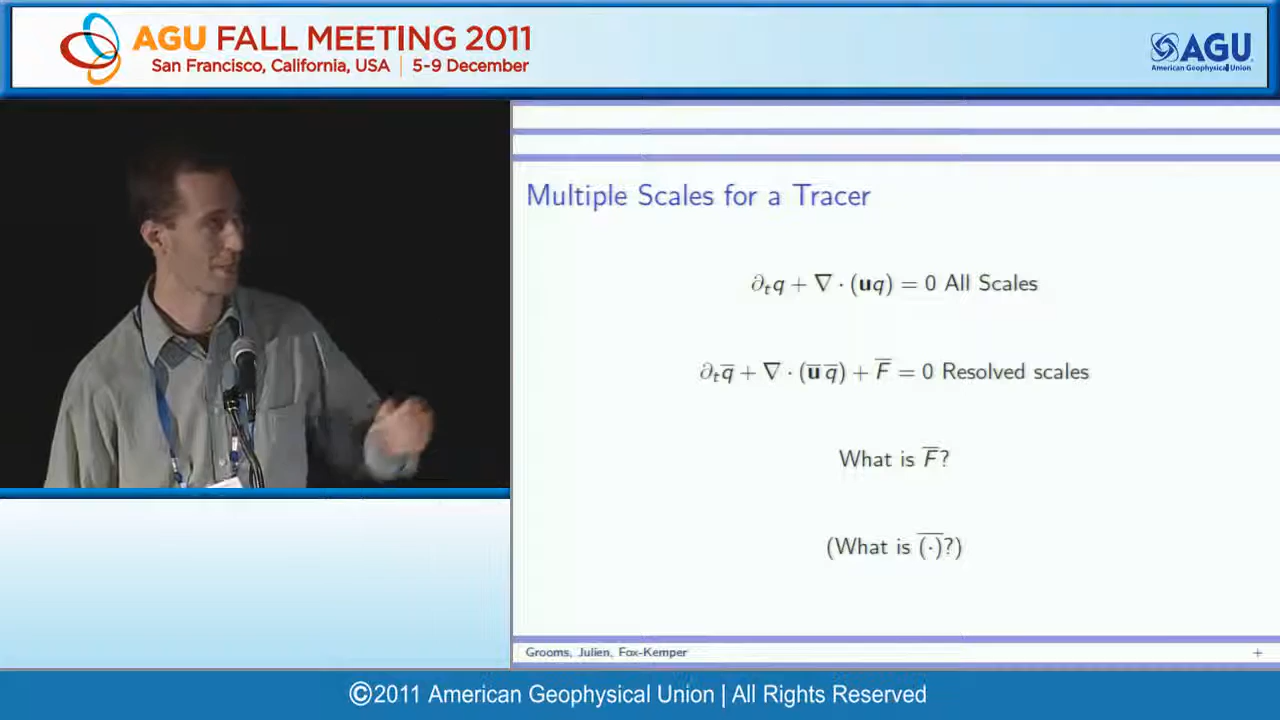 AGU FALL MEETING 2011
San Francisco, California, USA | 5-9 December
AGU
American Geophysical Union
Multiple Scales for a Tracer
∂ₜq + ∇ · (𝐮q) = 0 All Scales
∂ₜq̅ + ∇ · (𝐮̅ q̅) + F̅ = 0 Resolved scales
What is F̅?
(What is \overline{(·)}?)
Grooms, Julien, Fox-Kemper
+
©2011 American Geophysical Union | All Rights Reserved